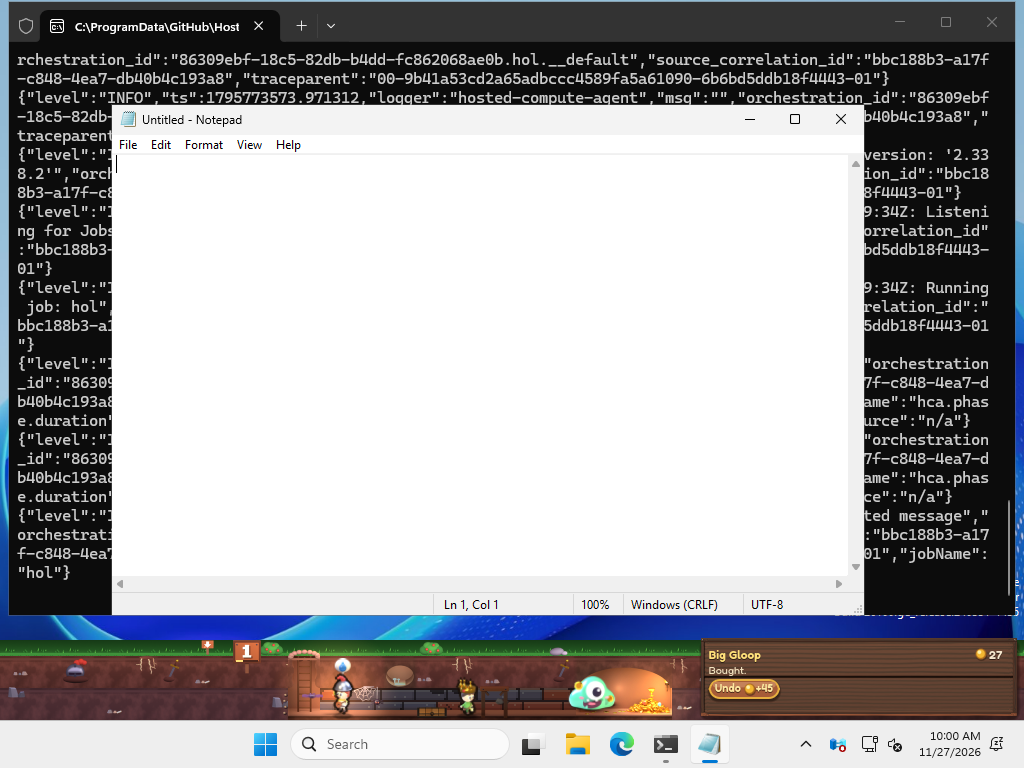 C:\ProgramData\GitHub\Host
rchestration_id":"86309ebf-18c5-82db-b4dd-fc862068ae0b.hol.__default","source_correlation_id":"bbc188b3-a17f
-c848-4ea7-db40b4c193a8","traceparent":"00-9b41a53cd2a65adbccc4589fa5a61090-6b6bd5ddb18f4443-01"}
{"level":"INFO","ts":1795773573.971312,"logger":"hosted-compute-agent","msg":"","orchestration_id":"86309ebf
-18c5-82db- b40b4c193a8","
traceparent
{"level":"I version: '2.33
8.2'","orch ion_id":"bbc18
8b3-a17f-c8 8f4443-01"}
{"level":"I 9:34Z: Listeni
ng for Jobs orrelation_id"
:"bbc188b3- bd5ddb18f4443-
01"}
{"level":"I 9:34Z: Running
job: hol", relation_id":"
bbc188b3-a1 5ddb18f4443-01
"}
{"level":"I "orchestration
_id":"86309 7f-c848-4ea7-d
b40b4c193a8 ame":"hca.phas
e.duration" urce":"n/a"}
{"level":"I "orchestration
_id":"86309 7f-c848-4ea7-d
b40b4c193a8 ame":"hca.phas
e.duration" ce":"n/a"}
{"level":"I ted message","
orchestrati :"bbc188b3-a17
f-c848-4ea7 01","jobName":
"hol"}
Untitled - Notepad
File Edit Format View Help
Ln 1, Col 1 100% Windows (CRLF) UTF-8
1
Big Gloop 27
Bought.
Undo +45
Search
10:00 AM
11/27/2026